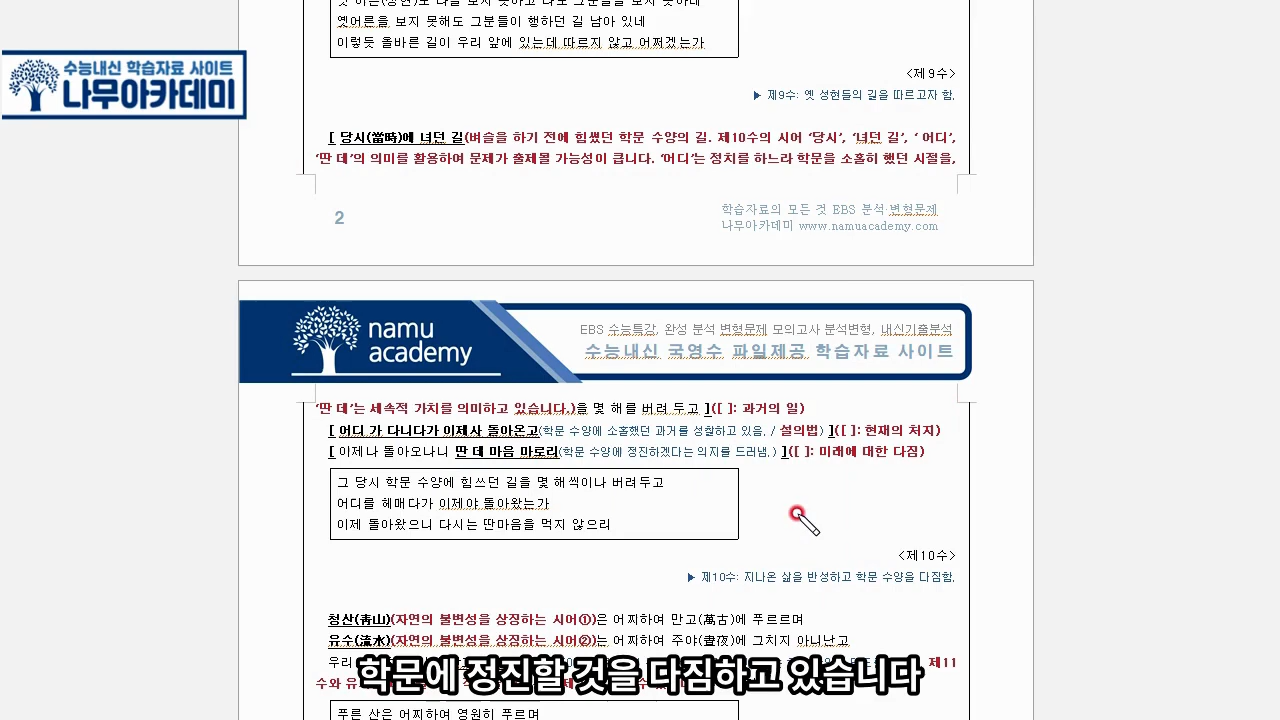 옛어른을 보지 못해도 그분들이 행하던 길 남아 있네
이렇듯 올바른 길이 우리 앞에 있는데 따르지 않고 어쩌겠는가
수능내신 학습자료 사이트
나무아카데미
<제9수>
▶ 제9수: 옛 성현들의 길을 따르고자 함.
[ 당시(當時)에 녀던 길(벼슬을 하기 전에 힘썼던 학문 수양의 길. 제10수의 시어 ‘당시’, ‘녀던 길’, ‘ 어디’,
‘딴 데’의 의미를 활용하여 문제가 출제될 가능성이 큽니다. ‘어디’는 정치를 하느라 학문을 소홀히 했던 시절을,
2
학습자료의 모든 것 EBS 분석 변형문제
나무아카데미 www.namuacademy.com
namu
academy
EBS 수능특강, 완성 분석 변형문제 모의고사 분석변형, 내신기출분석
수능내신 국영수 파일제공 학습자료 사이트
‘딴 데’는 세속적 가치를 의미하고 있습니다.)을 몇 해를 버려 두고 ]([ ]: 과거의 일)
[ 어디 가 다니다가 이제사 돌아온고(학문 수양에 소홀했던 과거를 성찰하고 있음. / 설의법) ]([ ]: 현재의 처지)
[ 이제나 돌아오나니 딴 데 마음 마로리(학문 수양에 정진하겠다는 의지를 드러냄.) ]([ ]: 미래에 대한 다짐)
그 당시 학문 수양에 힘쓰던 길을 몇 해씩이나 버려두고
어디를 헤매다가 이제야 돌아왔는가
이제 돌아왔으니 다시는 딴마음을 먹지 않으리
<제10수>
▶ 제10수: 지나온 삶을 반성하고 학문 수양을 다짐함.
청산(靑山)(자연의 불변성을 상징하는 시어①)은 어찌하여 만고(萬古)에 푸르르며
유수(流水)(자연의 불변성을 상징하는 시어②)는 어찌하여 주야(晝夜)에 그치지 아니난고
우리
제11
수와 유
학문에 정진할 것을 다짐하고 있습니다
푸른 산은 어찌하여 영원히 푸르며